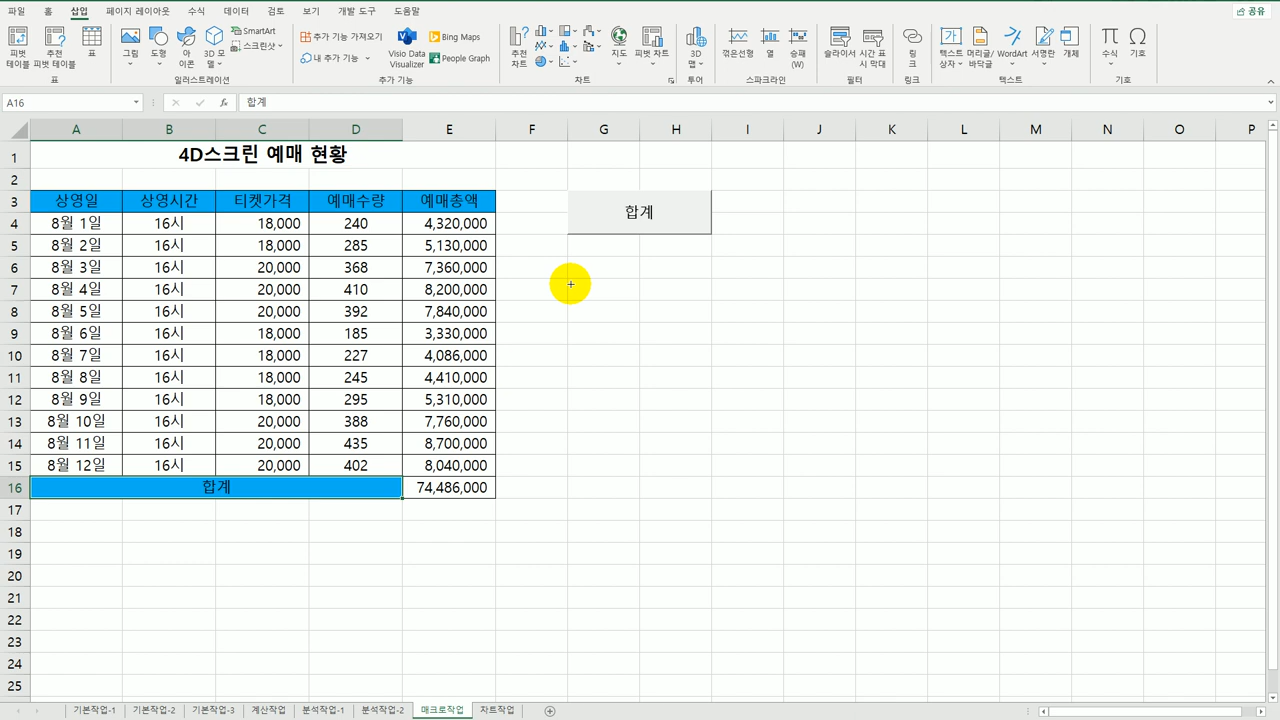 파일 홈 삽입 페이지 레이아웃 수식 데이터 검토 보기 개발 도구 도움말 공유
피벗 테이블 추천 피벗 테이블 표 그림 도형 아이콘 3D 모델 SmartArt 스크린샷 추가 기능 가져오기 내 추가 기능 Visio Data Visualizer Bing Maps People Graph 추천 차트 지도 피벗 차트 3D 맵 꺾은선형 열 승패 (W) 슬라이서 시간 표시 막대 링크 텍스트 상자 머리글/바닥글 WordArt 서명란 개체 수식 기호
표 일러스트레이션 추가 기능 차트 투어 스파크라인 필터 링크 텍스트 기호
A16 fx 합계
A B C D E F G H I J K L M N O P
1 4D스크린 예매 현황
2
3 상영일 상영시간 티켓가격 예매수량 예매총액
합계
4 8월 1일 16시 18,000 240 4,320,000
5 8월 2일 16시 18,000 285 5,130,000
6 8월 3일 16시 20,000 368 7,360,000
7 8월 4일 16시 20,000 410 8,200,000
8 8월 5일 16시 20,000 392 7,840,000
9 8월 6일 16시 18,000 185 3,330,000
10 8월 7일 16시 18,000 227 4,086,000
11 8월 8일 16시 18,000 245 4,410,000
12 8월 9일 16시 18,000 295 5,310,000
13 8월 10일 16시 20,000 388 7,760,000
14 8월 11일 16시 20,000 435 8,700,000
15 8월 12일 16시 20,000 402 8,040,000
16 합계 74,486,000
17
18
19
20
21
22
23
24
25
기본작업-1 기본작업-2 기본작업-3 계산작업 분석작업-1 분석작업-2 매크로작업 차트작업